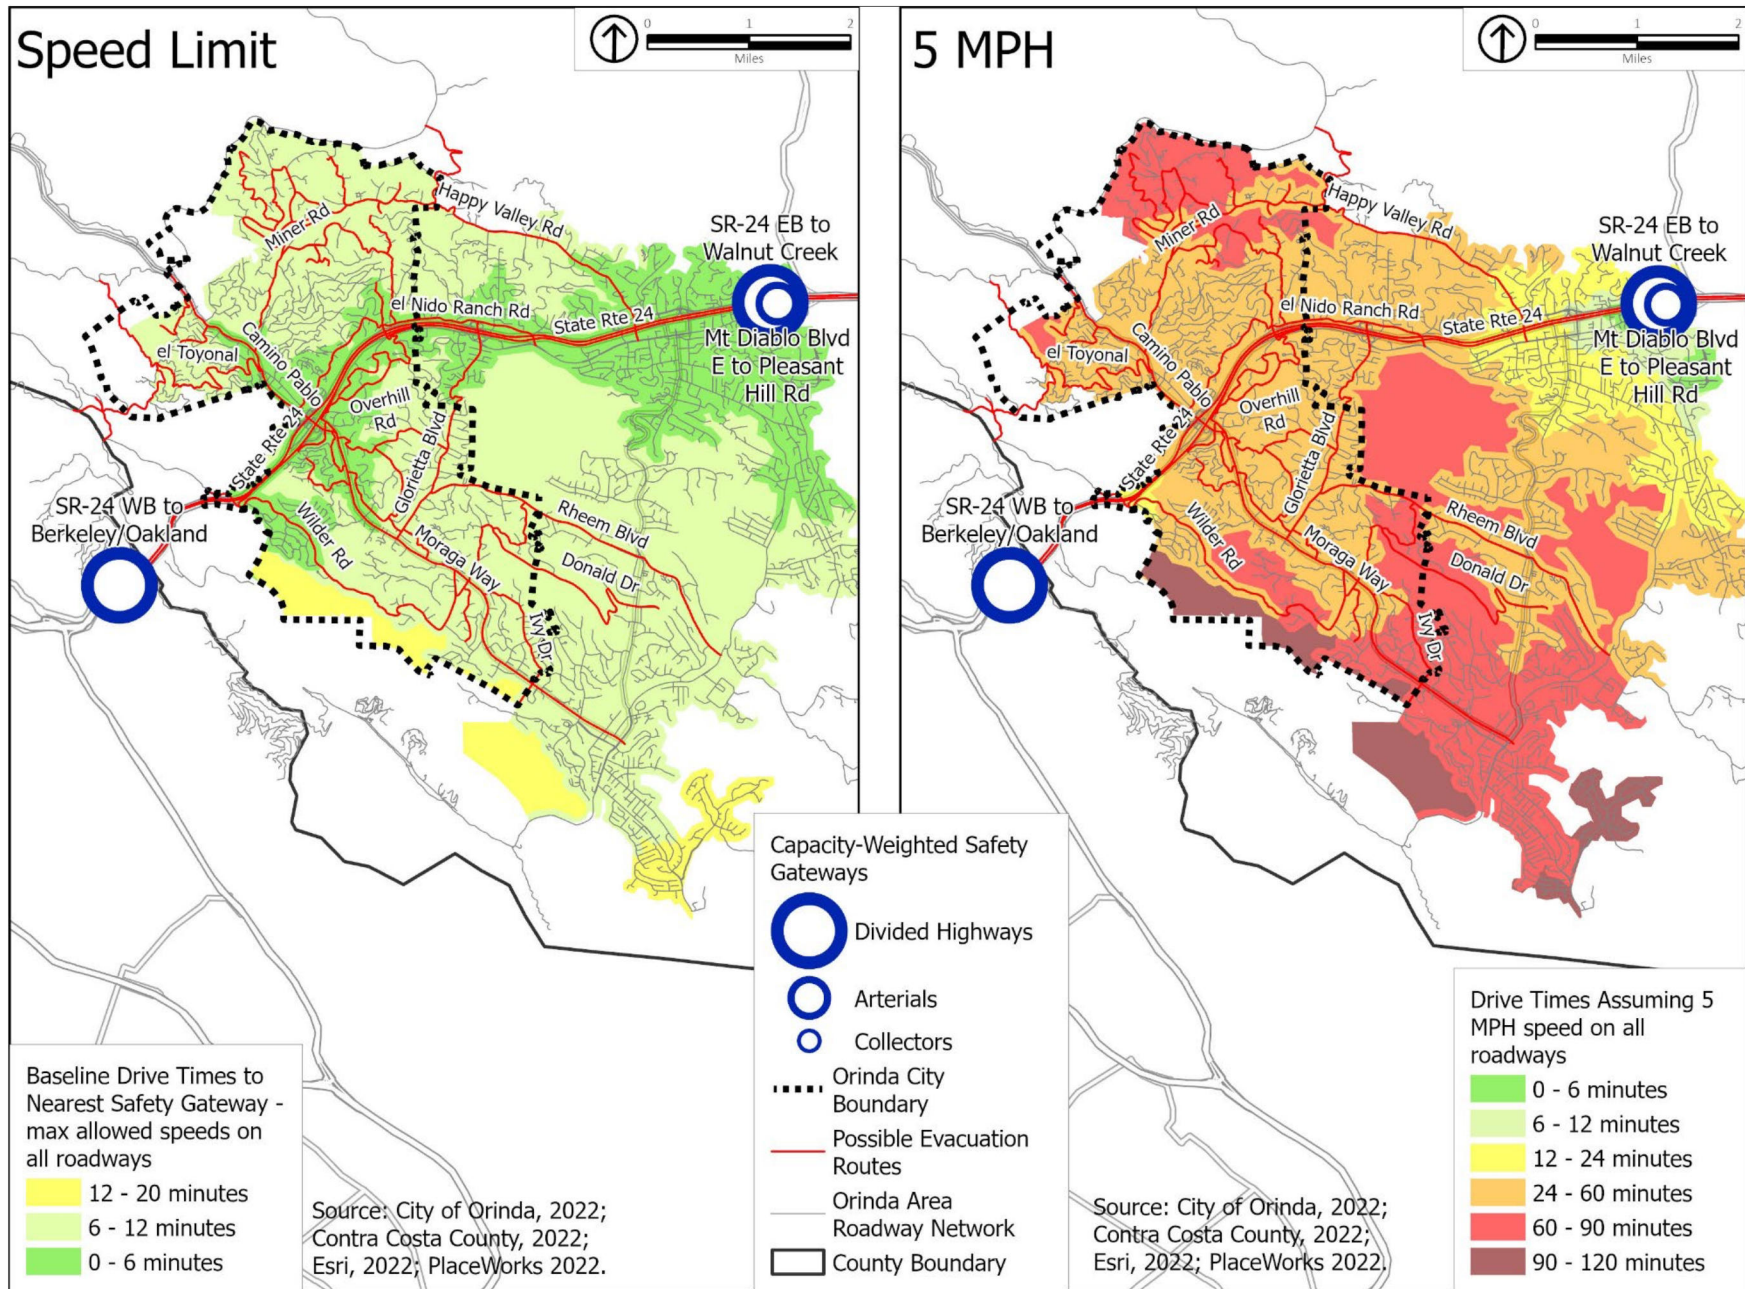 Speed Limit
0 1 2
Miles
Happy Valley Rd
Miner Rd
SR-24 EB to
Walnut Creek
el Nido Ranch Rd
State Rte 24
Mt Diablo Blvd
E to Pleasant
Hill Rd
el Toyonal
Camino Pablo
Overhill
Rd
State Rte 24
Glorietta Blvd
SR-24 WB to
Berkeley/Oakland
Wilder Rd
Moraga Way
Rheem Blvd
Donald Dr
Ivy Dr
Baseline Drive Times to
Nearest Safety Gateway -
max allowed speeds on
all roadways
12 - 20 minutes
6 - 12 minutes
0 - 6 minutes
Source: City of Orinda, 2022;
Contra Costa County, 2022;
Esri, 2022; PlaceWorks 2022.
Capacity-Weighted Safety
Gateways
Divided Highways
Arterials
Collectors
Orinda City
Boundary
Possible Evacuation
Routes
Orinda Area
Roadway Network
County Boundary
5 MPH
0 1 2
Miles
Happy Valley Rd
Miner Rd
SR-24 EB to
Walnut Creek
el Nido Ranch Rd
State Rte 24
Mt Diablo Blvd
E to Pleasant
Hill Rd
el Toyonal
Camino Pablo
Overhill
Rd
State Rte 24
Glorietta Blvd
SR-24 WB to
Berkeley/Oakland
Wilder Rd
Moraga Way
Rheem Blvd
Donald Dr
Ivy Dr
Source: City of Orinda, 2022;
Contra Costa County, 2022;
Esri, 2022; PlaceWorks 2022.
Drive Times Assuming 5
MPH speed on all
roadways
0 - 6 minutes
6 - 12 minutes
12 - 24 minutes
24 - 60 minutes
60 - 90 minutes
90 - 120 minutes